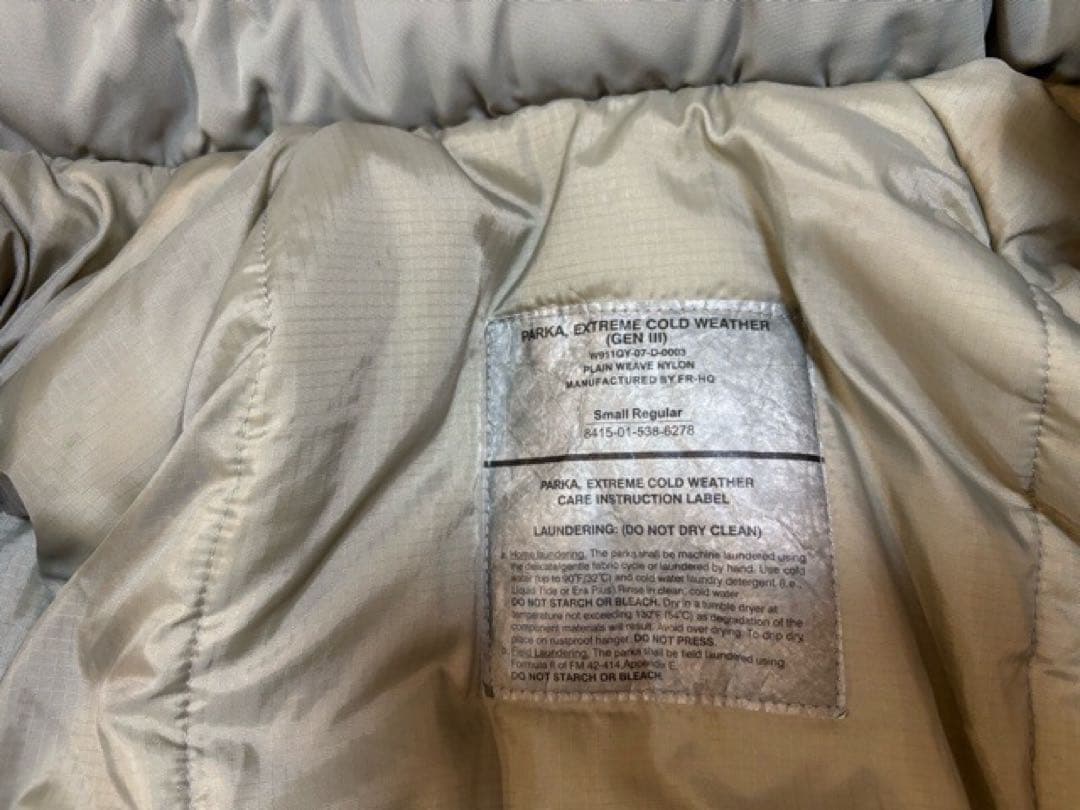 PARKA, EXTREME COLD WEATHER
(GEN III)
W911QY-07-D-0003
PLAIN WEAVE NYLON
MANUFACTURED BY FR-HQ
Small Regular
8415-01-538-6278
PARKA, EXTREME COLD WEATHER
CARE INSTRUCTION LABEL
LAUNDERING: (DO NOT DRY CLEAN)
a. Home laundering. The parka shall be machine laundered using
the delicate/gentle fabric cycle or laundered by hand. Use cold
water (up to 90°F/32°C) and cold water laundry detergent (i.e.,
Liquid Tide or Era Plus) Rinse in clean, cold water.
DO NOT STARCH OR BLEACH. Dry in a tumble dryer at
temperature not exceeding 130°F (54°C) as degradation of the
component materials will result. Avoid over drying. To drip dry,
place on rustproof hanger. DO NOT PRESS.
b. Field Laundering. The parka shall be field laundered using
Formula II of FM 42-414, Appendix E.
DO NOT STARCH OR BLEACH.